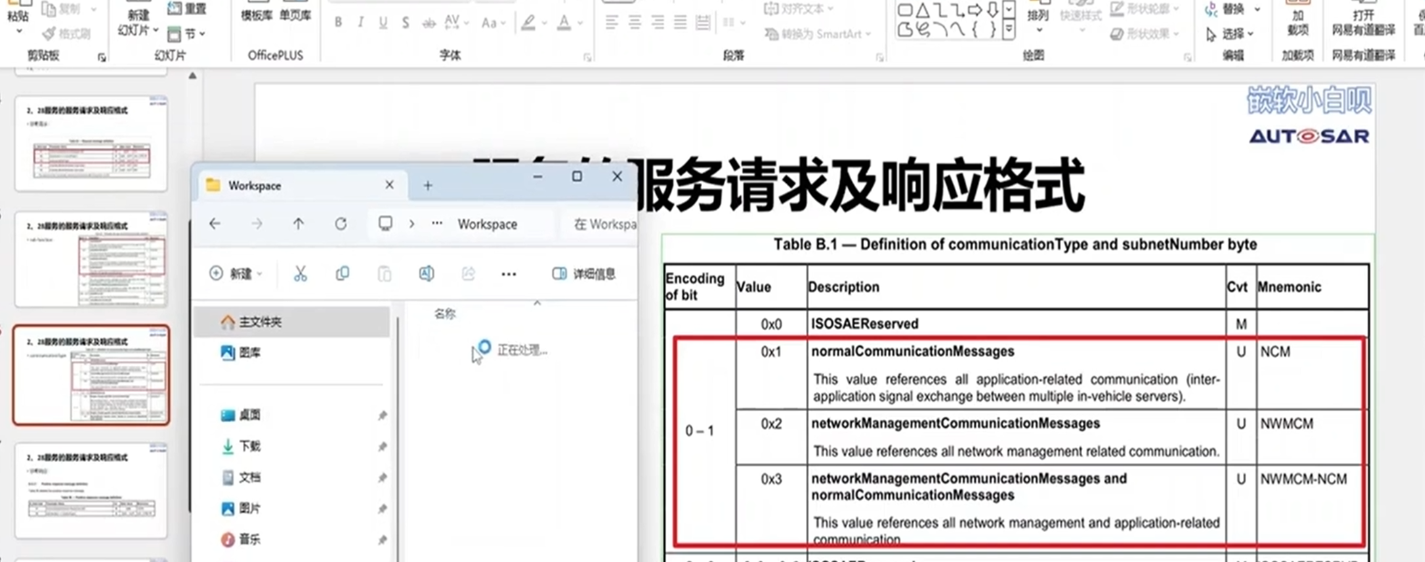 粘贴
复制
格式刷
剪贴板
新建
幻灯片
重置
节
幻灯片
模板库 单页库
OfficePLUS
B I U S ab AV Aa A
字体
对齐文本
转换为 SmartArt
段落
排列 快速样式
形状轮廓
形状效果
绘图
替换
选择
编辑
加
载项
加载项
打开
网易有道翻译
网易有道翻译
2、28服务的服务请求及响应格式
2、28服务的服务请求及响应格式
2、28服务的服务请求及响应格式
2、28服务的服务请求及响应格式
嵌软小白呗
AUTOSAR
服务请求及响应格式
Workspace
Workspace
在 Workspa
新建
详细信息
主文件夹
图库
桌面
下载
文档
图片
音乐
名称
正在处理...
Table B.1 — Definition of communicationType and subnetNumber byte
Encoding of bit Value Description Cvt Mnemonic
0x0 ISOSAEReserved M
0 – 1
0x1 normalCommunicationMessages U NCM
This value references all application-related communication (inter-
application signal exchange between multiple in-vehicle servers).
0x2 networkManagementCommunicationMessages U NWMCM
This value references all network management related communication.
0x3 networkManagementCommunicationMessages and U NWMCM-NCM
normalCommunicationMessages
This value references all network management and application-related
communication